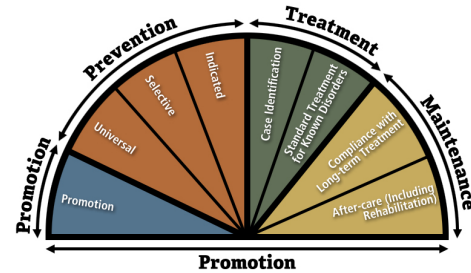 Promotion
Prevention
Treatment
Maintenance
Promotion
Universal
Selective
Indicated
Case Identification
Standard Treatment
for Known Disorders
Compliance with
Long-term Treatment
After-care (Including
Rehabilitation)
Promotion